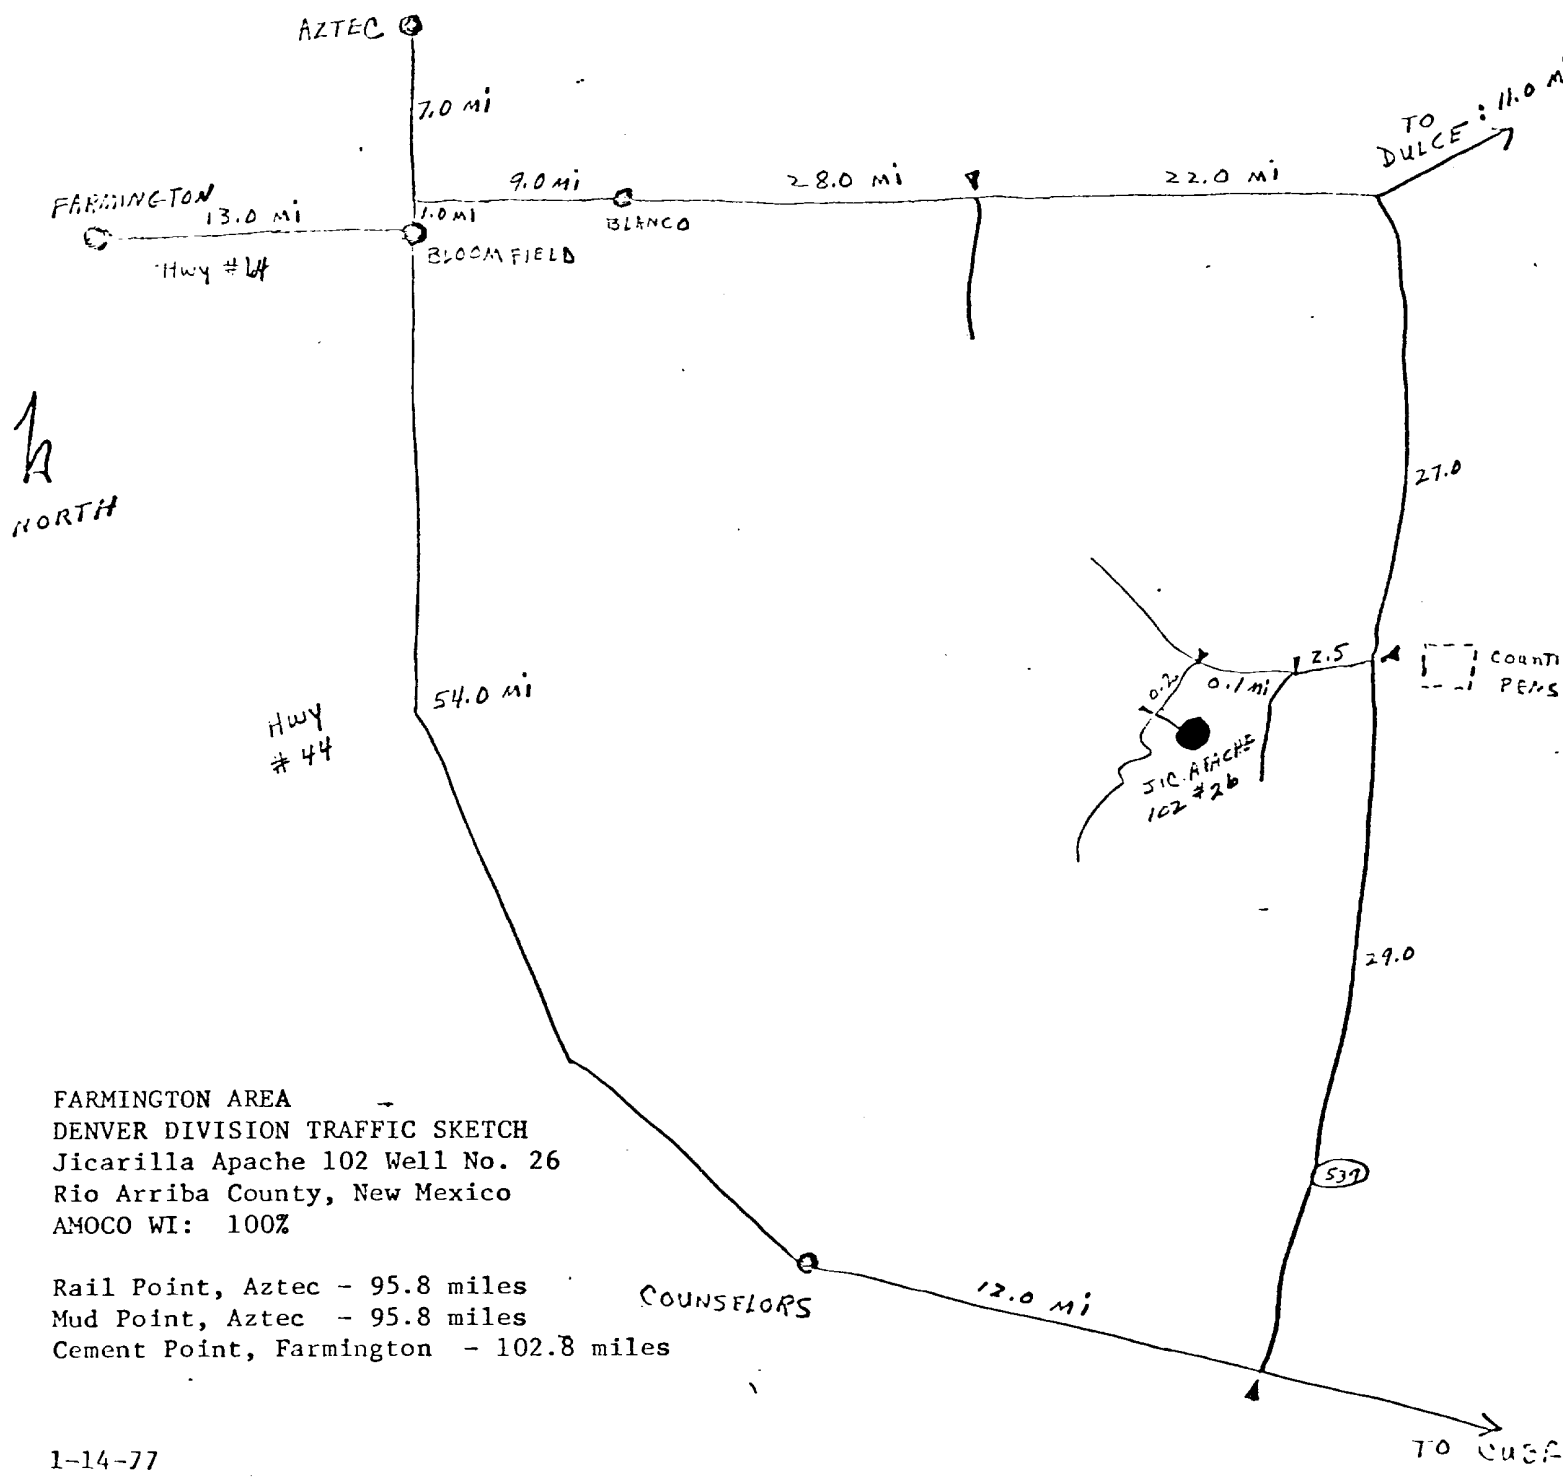 AZTEC
7.0 mi
TO
DULCE : 11.0 M
FARMINGTON
13.0 mi
9.0 mi
28.0 mi
22.0 mi
1.0 mi
BLANCO
BLOOMFIELD
Hwy #64
NORTH
27.0
2.5
0.1 mi
0.2
COUNTI
PENS
54.0 mi
Hwy
# 44
JIC. APACHE
102 #26
29.0
539
FARMINGTON AREA
DENVER DIVISION TRAFFIC SKETCH
Jicarilla Apache 102 Well No. 26
Rio Arriba County, New Mexico
AMOCO WI: 100%
Rail Point, Aztec - 95.8 miles
Mud Point, Aztec - 95.8 miles
Cement Point, Farmington - 102.8 miles
COUNSELORS
12.0 mi
TO CUBA
1-14-77